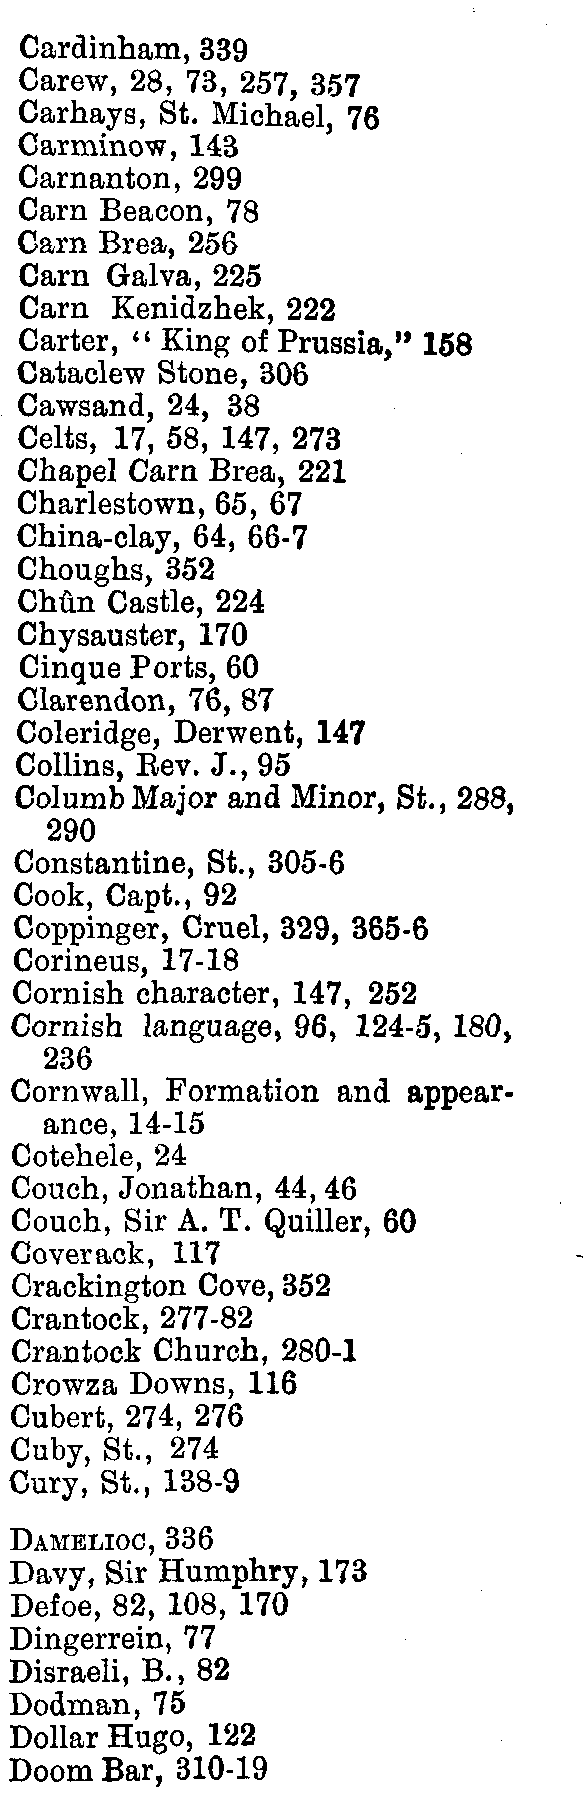 Cardinham, 339
Carew, 28, 73, 257, 357
Carhays, St. Michael, 76
Carminow, 143
Carnanton, 299
Carn Beacon, 78
Carn Brea, 256
Carn Galva, 225
Carn Kenidzhek, 222
Carter, “ King of Prussia,” 158
Cataclew Stone, 306
Cawsand, 24, 38
Celts, 17, 58, 147, 273
Chapel Carn Brea, 221
Charlestown, 65, 67
China-clay, 64, 66-7
Choughs, 352
Chûn Castle, 224
Chysauster, 170
Cinque Ports, 60
Clarendon, 76, 87
Coleridge, Derwent, 147
Collins, Rev. J., 95
Columb Major and Minor, St., 288,
290
Constantine, St., 305-6
Cook, Capt., 92
Coppinger, Cruel, 329, 365-6
Corineus, 17-18
Cornish character, 147, 252
Cornish language, 96, 124-5, 180,
236
Cornwall, Formation and appear-
ance, 14-15
Cotehele, 24
Couch, Jonathan, 44, 46
Couch, Sir A. T. Quiller, 60
Coverack, 117
Crackington Cove, 352
Crantock, 277-82
Crantock Church, 280-1
Crowza Downs, 116
Cubert, 274, 276
Cuby, St., 274
Cury, St., 138-9
DAMELIOC, 336
Davy, Sir Humphry, 173
Defoe, 82, 108, 170
Dingerrein, 77
Disraeli, B., 82
Dodman, 75
Dollar Hugo, 122
Doom Bar, 310-19